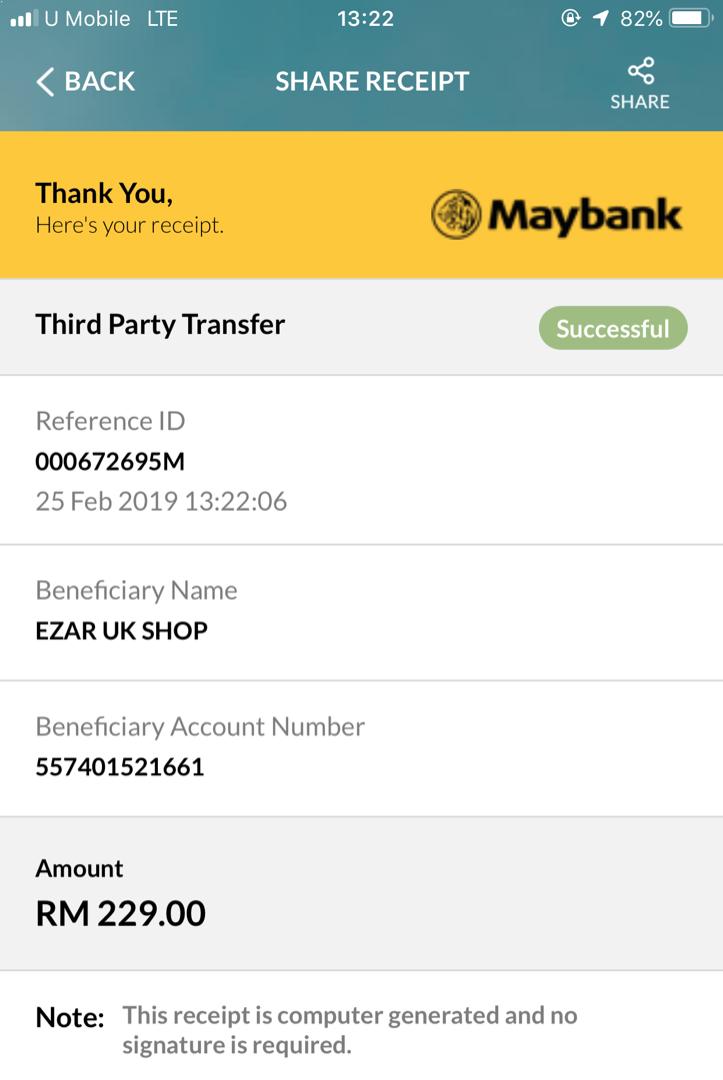 U Mobile LTE 13:22 82%
BACK SHARE RECEIPT SHARE
Thank You,
Here's your receipt.
Maybank
Third Party Transfer Successful
Reference ID
000672695M
25 Feb 2019 13:22:06
Beneficiary Name
EZAR UK SHOP
Beneficiary Account Number
557401521661
Amount
RM 229.00
Note: This receipt is computer generated and no
signature is required.